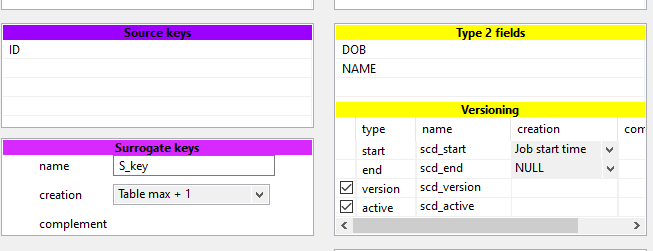 Source keys
ID
Surrogate keys
name S_key
creation Table max + 1
complement
Type 2 fields
DOB
NAME
Versioning
type name creation com
start scd_start Job start time
end scd_end NULL
version scd_version
active scd_active